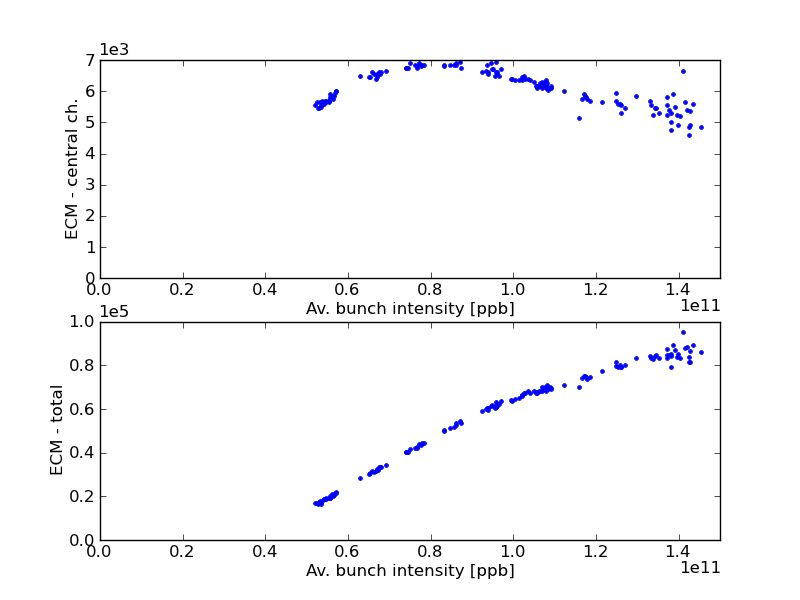 1e3
7
6
5
4
3
2
1
0
ECM - central ch.
0.0 0.2 0.4 0.6 0.8 1.0 1.2 1.4
Av. bunch intensity [ppb]
1e11
1e5
1.0
0.8
0.6
0.4
0.2
0.0
ECM - total
0.0 0.2 0.4 0.6 0.8 1.0 1.2 1.4
Av. bunch intensity [ppb]
1e11